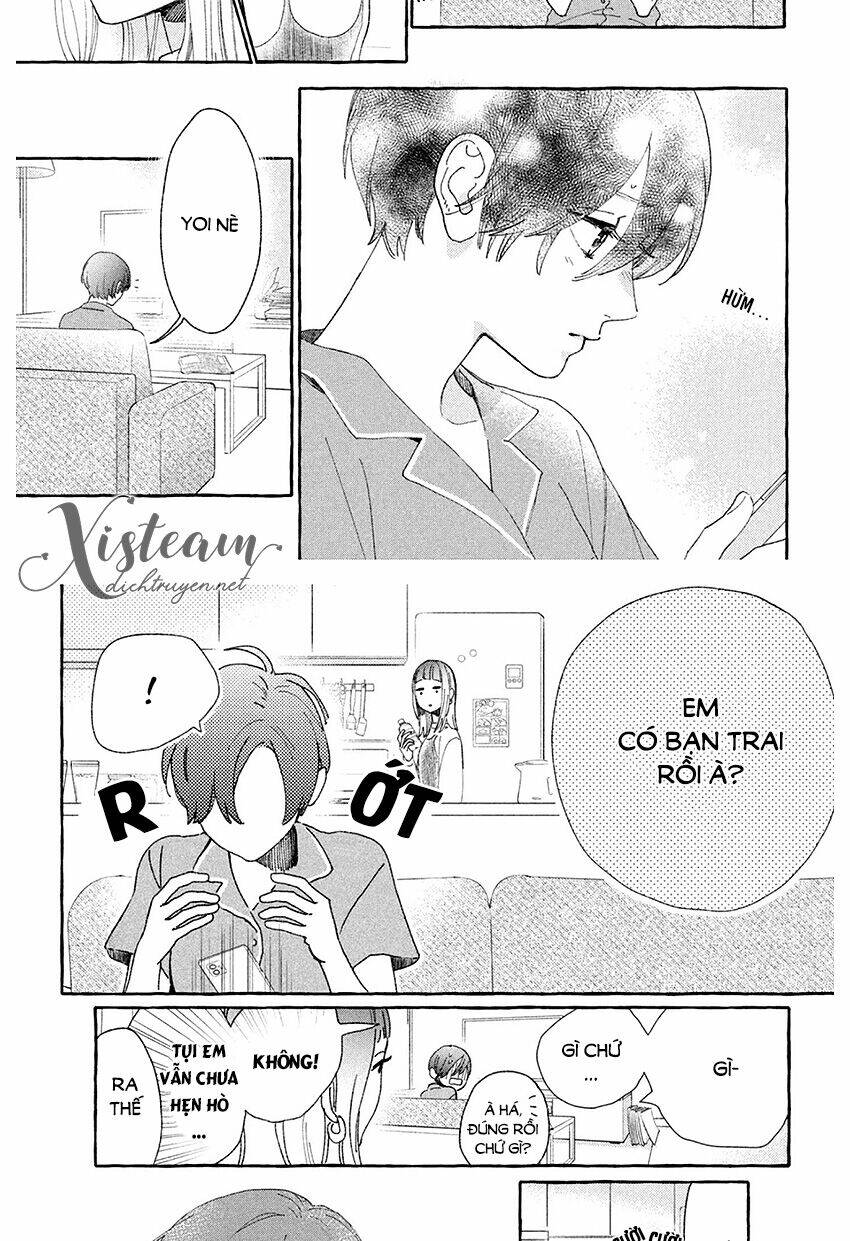 HỪM...
YOI NÈ
Xisteam
dichtruyen.net
EM
CÓ BẠN TRAI
RỒI À?
!
RỚT
GÌ-
GÌ CHỨ
...
À HÁ,
ĐÚNG RỒI
CHỨ GÌ?
KHÔNG!
TỤI EM
VẪN CHƯA
HẸN HÒ
...
RA
THẾ